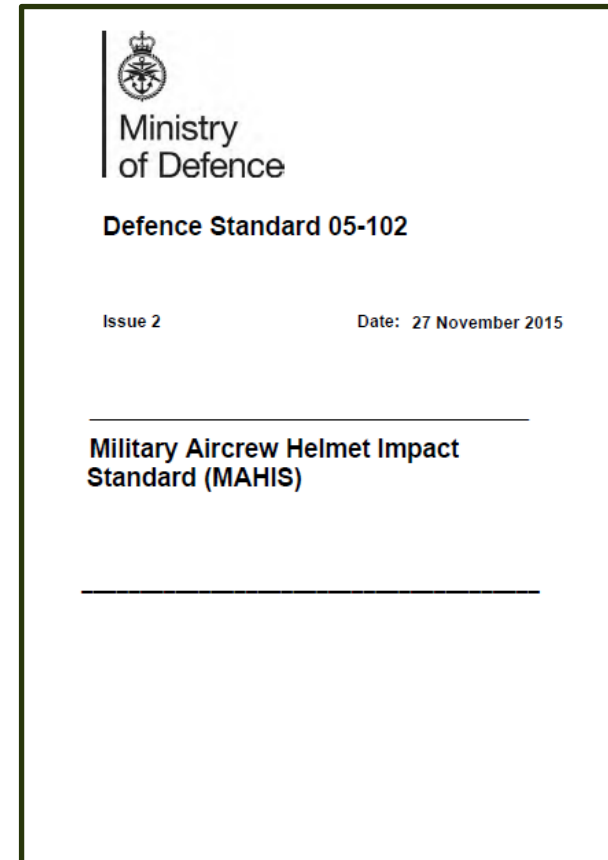 Ministry
of Defence
Defence Standard 05-102
Issue 2 Date: 27 November 2015
Military Aircrew Helmet Impact
Standard (MAHIS)